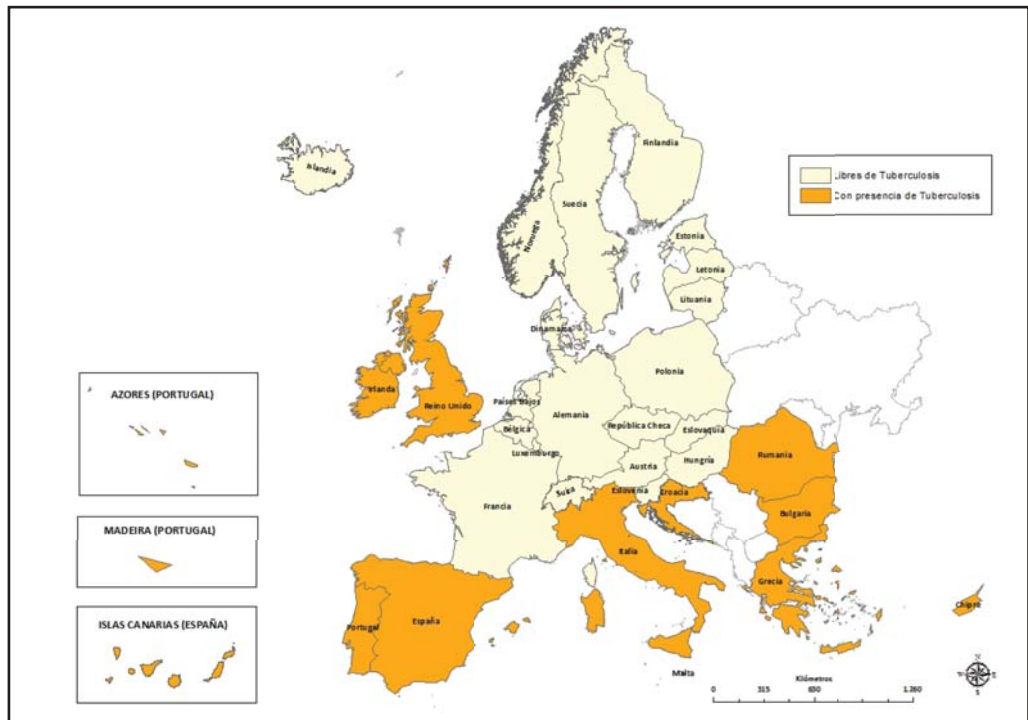 Islandia
Finlandia
Suecia
Noruega
Libres de Tuberculosis
Con presencia de Tuberculosis
Estonia
Letonia
Lituania
Dinamarca
Polonia
Irlanda
Reino Unido
Países Bajos
Alemania
Bélgica
Luxemburgo
República Checa
Eslovaquia
Austria
Hungría
Rumania
Suiza
Eslovenia
Croacia
Francia
Bulgaria
Italia
Grecia
Chipre
Portugal
España
Malta
AZORES (PORTUGAL)
MADEIRA (PORTUGAL)
ISLAS CANARIAS (ESPAÑA)
Kilómetros
0 315 630 1.260
N
E
S